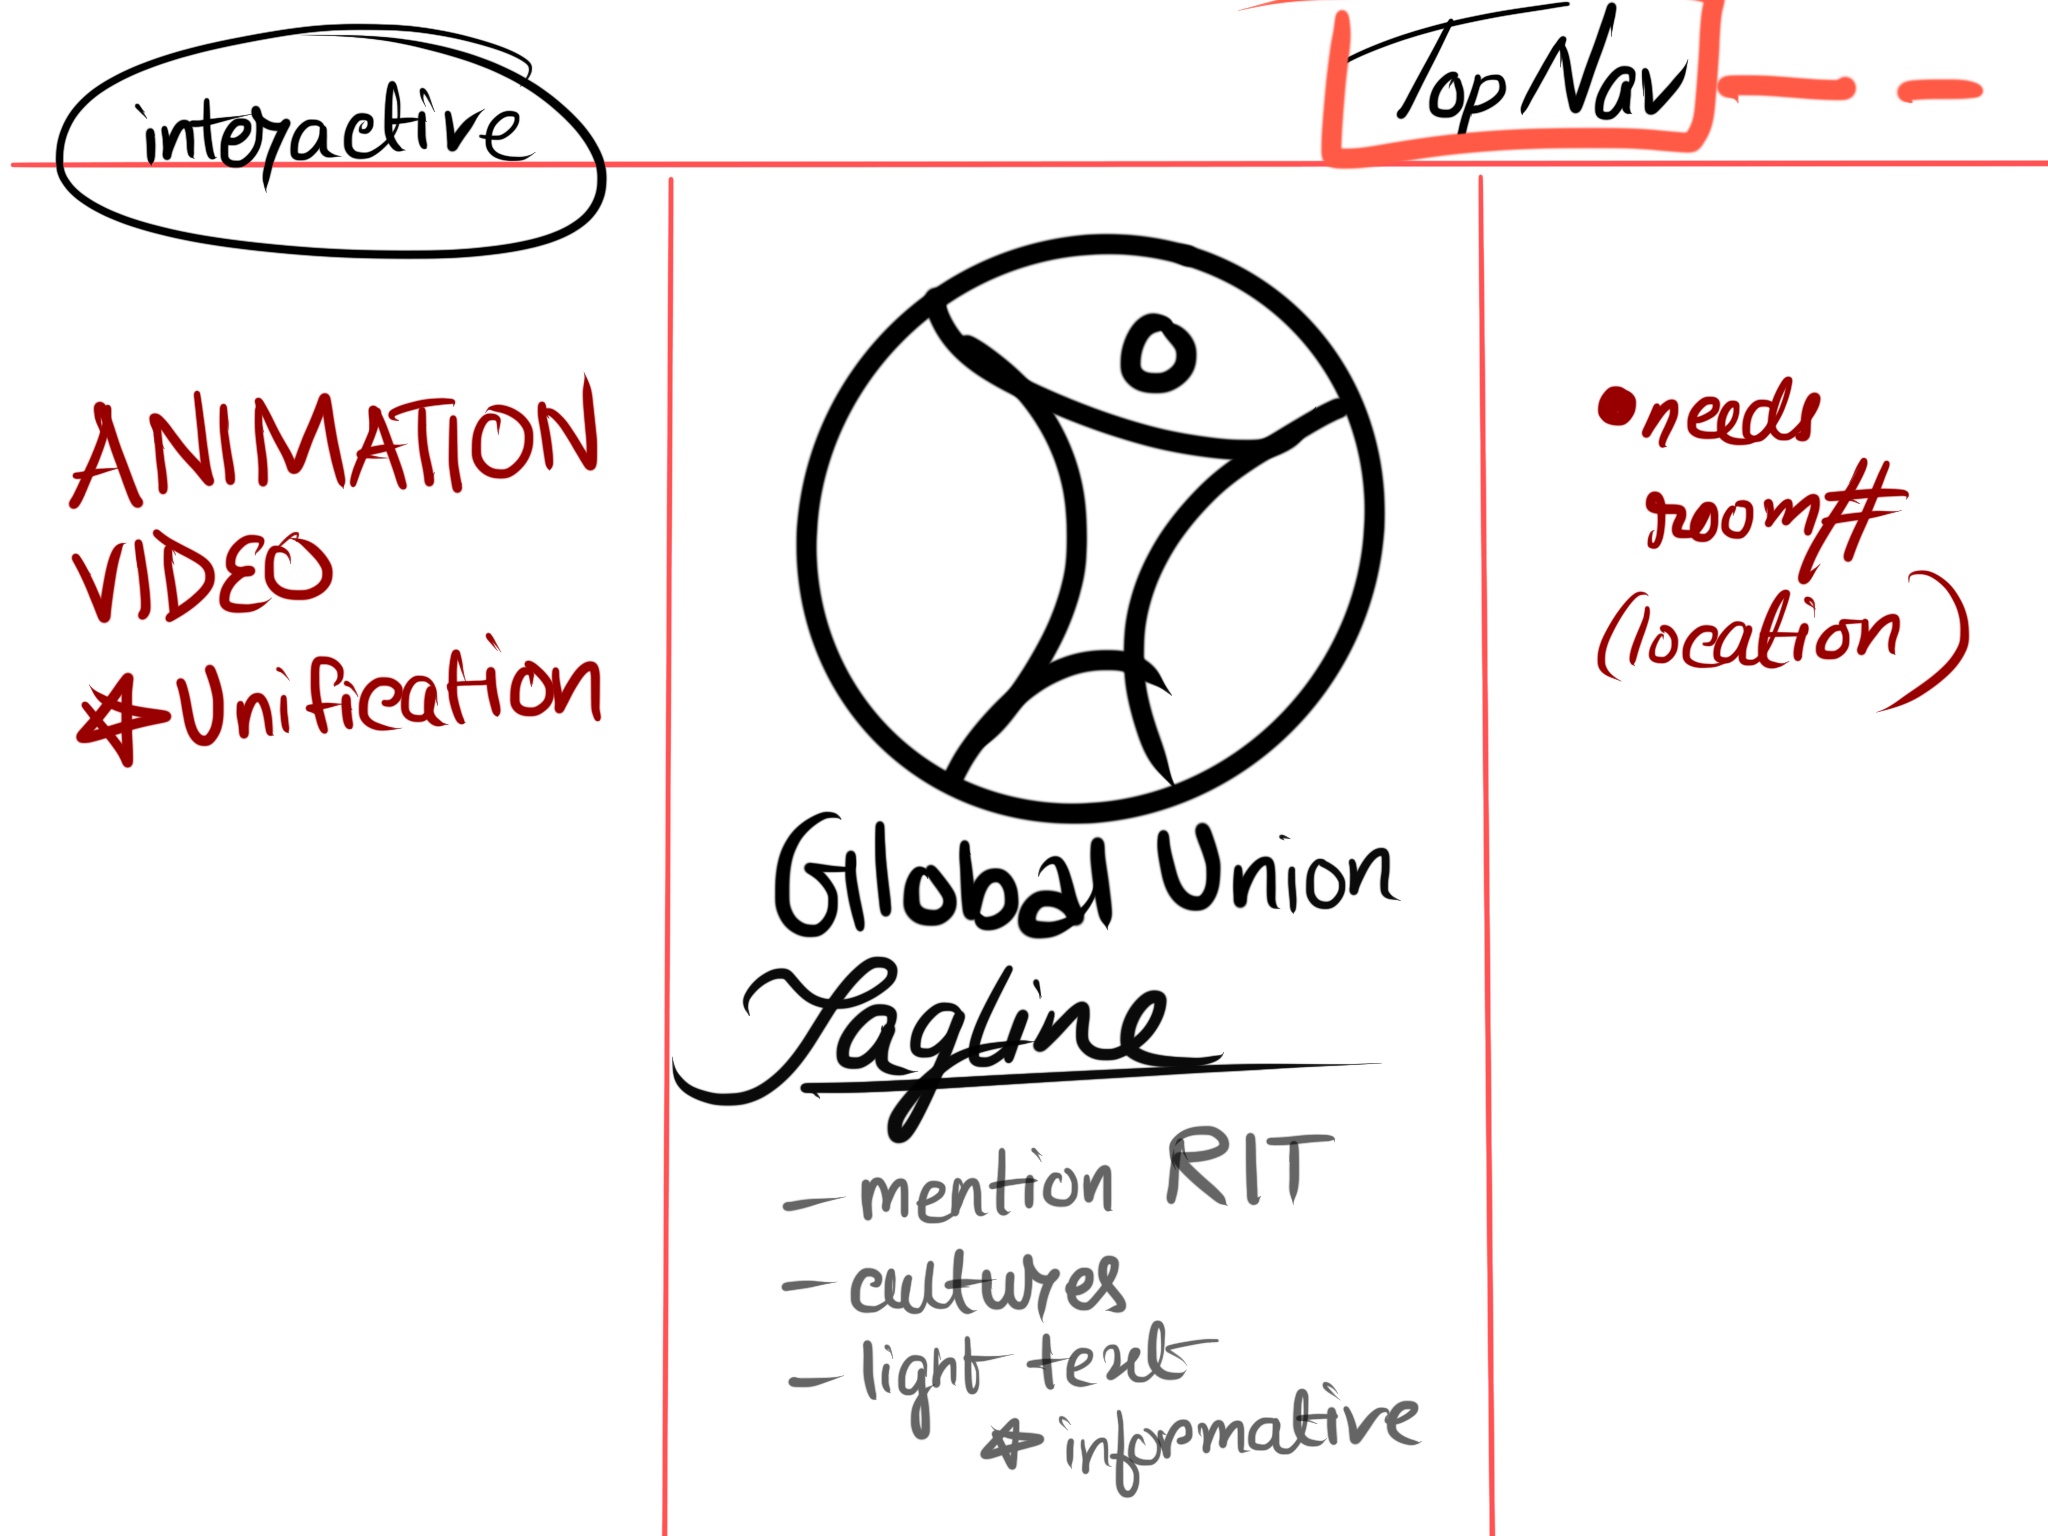 interactive
Top Nav
ANIMATION
VIDEO
Unification
Global Union
Tagline
- mention RIT
- cultures
- light text
informative
• needs
room#
(location)